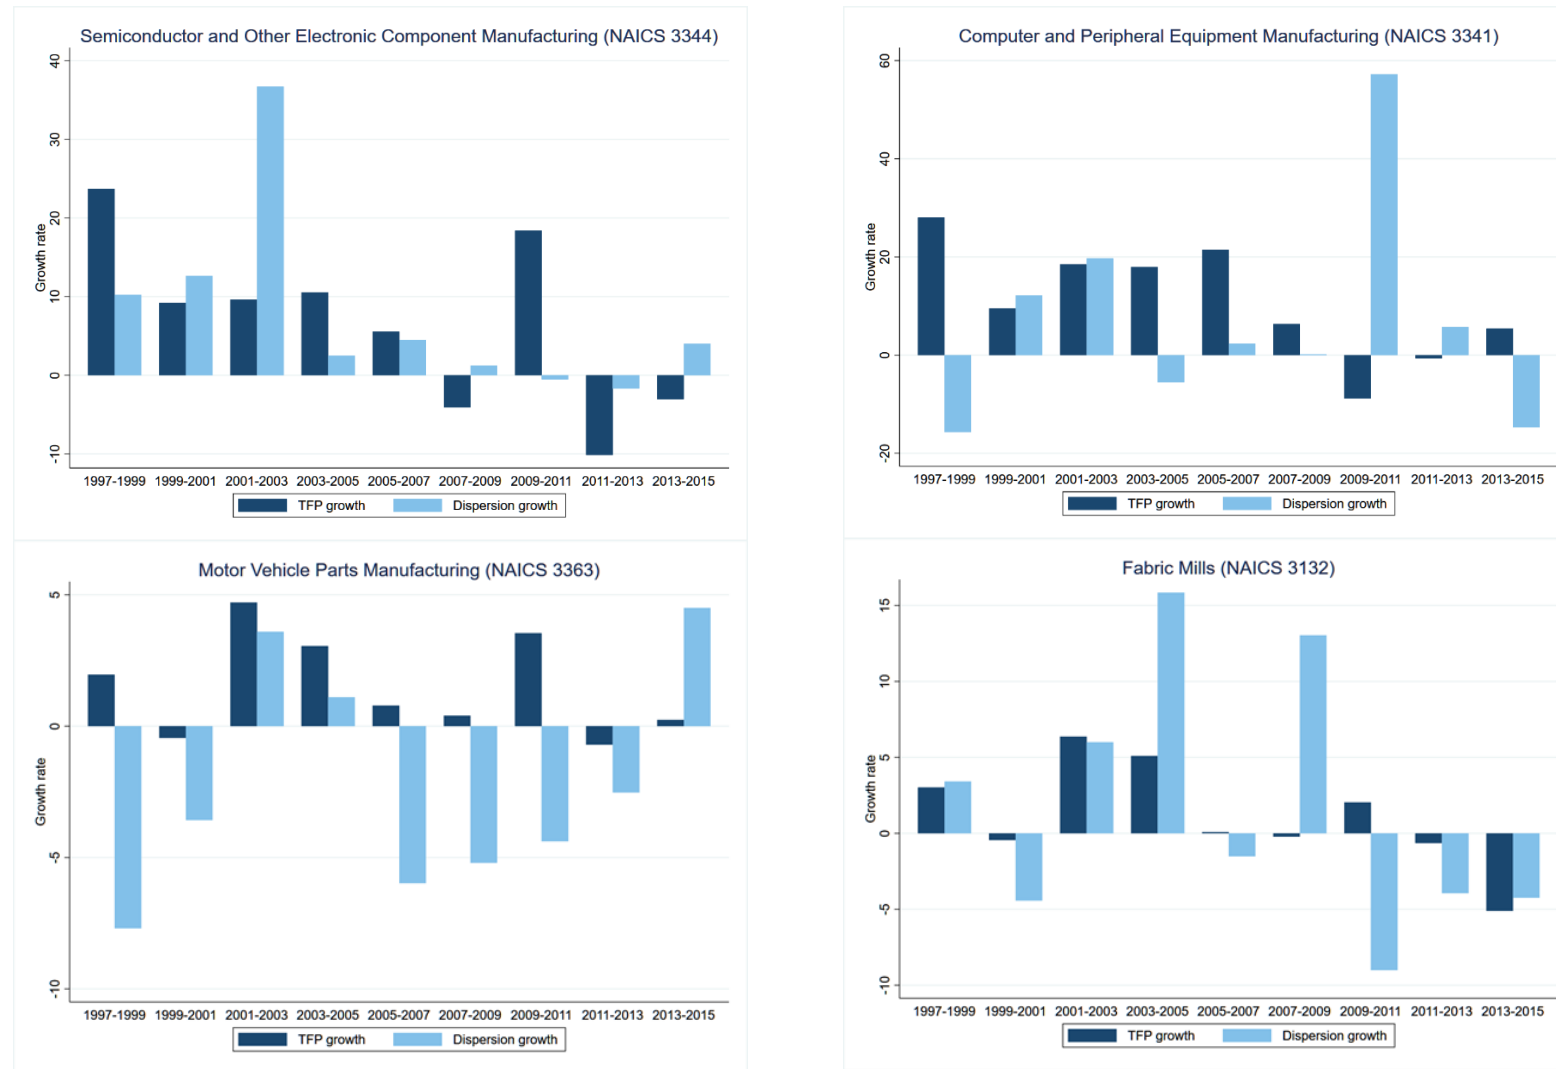 Semiconductor and Other Electronic Component Manufacturing (NAICS 3344)
40
30
20
10
0
-10
Growth rate
1997-1999 1999-2001 2001-2003 2003-2005 2005-2007 2007-2009 2009-2011 2011-2013 2013-2015
TFP growth Dispersion growth
Computer and Peripheral Equipment Manufacturing (NAICS 3341)
60
40
20
0
-20
Growth rate
1997-1999 1999-2001 2001-2003 2003-2005 2005-2007 2007-2009 2009-2011 2011-2013 2013-2015
TFP growth Dispersion growth
Motor Vehicle Parts Manufacturing (NAICS 3363)
5
0
-5
-10
Growth rate
1997-1999 1999-2001 2001-2003 2003-2005 2005-2007 2007-2009 2009-2011 2011-2013 2013-2015
TFP growth Dispersion growth
Fabric Mills (NAICS 3132)
15
10
5
0
-5
-10
Growth rate
1997-1999 1999-2001 2001-2003 2003-2005 2005-2007 2007-2009 2009-2011 2011-2013 2013-2015
TFP growth Dispersion growth